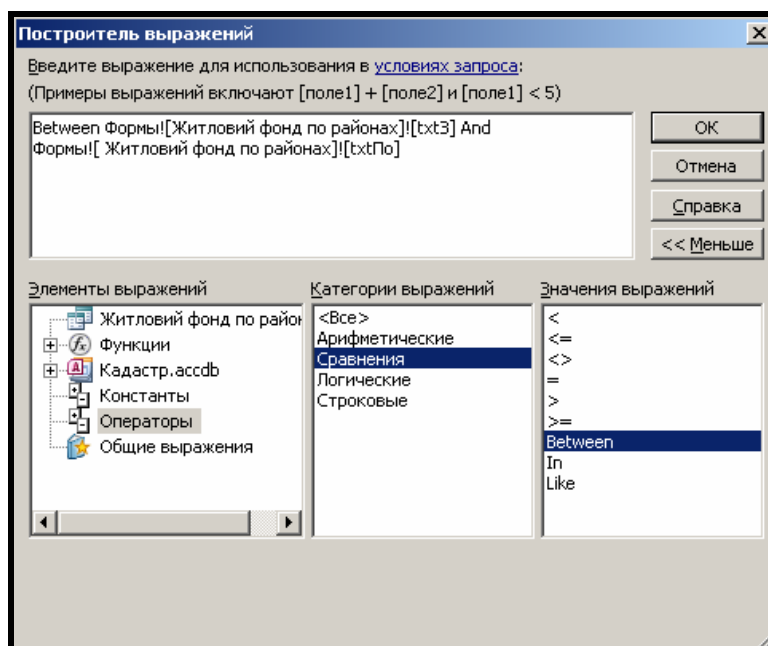 Построитель выражений
Введите выражение для использования в условиях запроса:
(Примеры выражений включают [поле1] + [поле2] и [поле1] < 5)
Between Формы![Житловий фонд по районах]![txtЗ] And
Формы![ Житловий фонд по районах]![txtПо]
ОК
Отмена
Справка
<< Меньше
Элементы выражений
Житловий фонд по район
Функции
Кадастр.accdb
Константы
Операторы
Общие выражения
Категории выражений
<Все>
Арифметические
Сравнения
Логические
Строковые
Значения выражений
<
<=
<>
=
>
>=
Between
In
Like